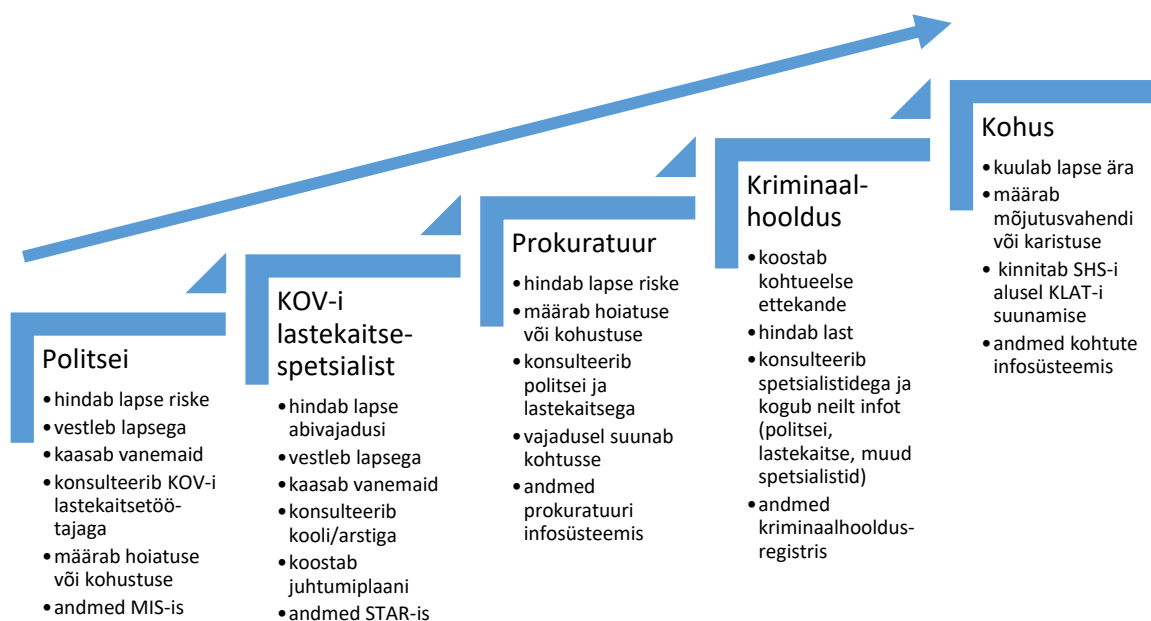 Politsei
•hindab lapse riske
•vestleb lapsega
•kaasab vanemaid
•konsulteerib KOV-i
lastekaitsetöö-
tajaga
•määrab hoiatuse
või kohustuse
•andmed MIS-is
KOV-i
lastekaitse-
spetsialist
•hindab lapse
abivajadusi
•vestleb lapsega
•kaasab vanemaid
•konsulteerib
kooli/arstiga
•koostab
juhtumiplaani
•andmed STAR-is
Prokuratuur
•hindab lapse riske
•määrab hoiatuse
või kohustuse
•konsulteerib
politsei ja
lastekaitsega
•vajadusel suunab
kohtusse
•andmed
prokuratuuri
infosüsteemis
Kriminaal-
hooldus
•koostab
kohtueelse
ettekande
•hindab last
•konsulteerib
spetsialistidega ja
kogub neilt infot
(politsei,
lastekaitse, muud
spetsialistid)
•andmed
kriminaalhooldus-
registris
Kohus
•kuulab lapse ära
•määrab
mõjutusvahendi
või karistuse
• kinnitab SHS-i
alusel KLAT-i
suunamise
•andmed kohtute
infosüsteemis